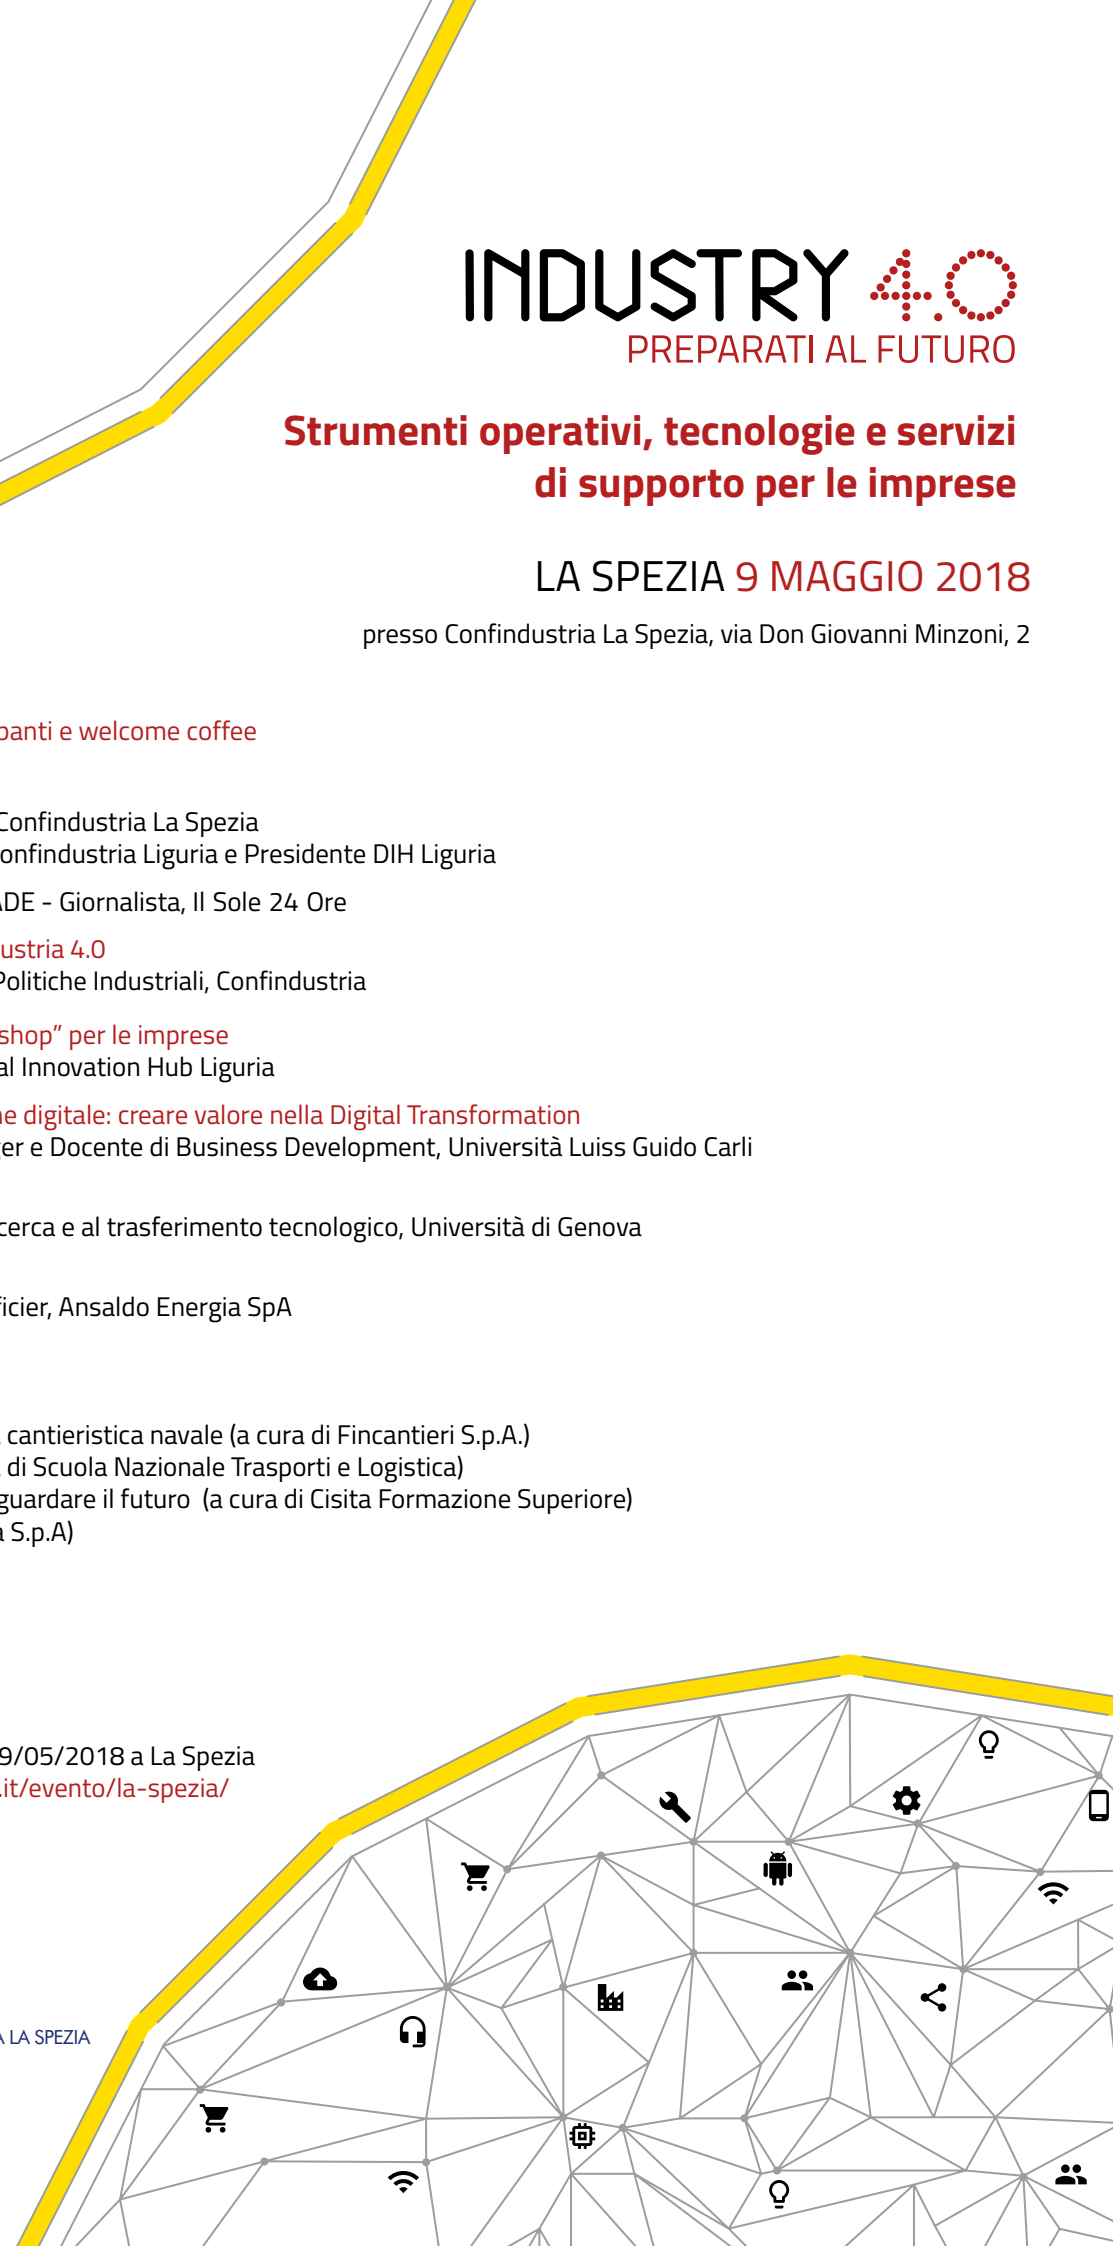 INDUSTRY 4.0
PREPARATI AL FUTURO
Strumenti operativi, tecnologie e servizi
di supporto per le imprese
LA SPEZIA 9 MAGGIO 2018
presso Confindustria La Spezia, via Don Giovanni Minzoni, 2
panti e welcome coffee
Confindustria La Spezia
onfindustria Liguria e Presidente DIH Liguria
ADE - Giornalista, Il Sole 24 Ore
ustria 4.0
Politiche Industriali, Confindustria
shop” per le imprese
al Innovation Hub Liguria
ne digitale: creare valore nella Digital Transformation
ger e Docente di Business Development, Università Luiss Guido Carli
cerca e al trasferimento tecnologico, Università di Genova
ficier, Ansaldo Energia SpA
a cantieristica navale (a cura di Fincantieri S.p.A.)
a di Scuola Nazionale Trasporti e Logistica)
guardare il futuro (a cura di Cisita Formazione Superiore)
a S.p.A)
9/05/2018 a La Spezia
.it/evento/la-spezia/
A LA SPEZIA